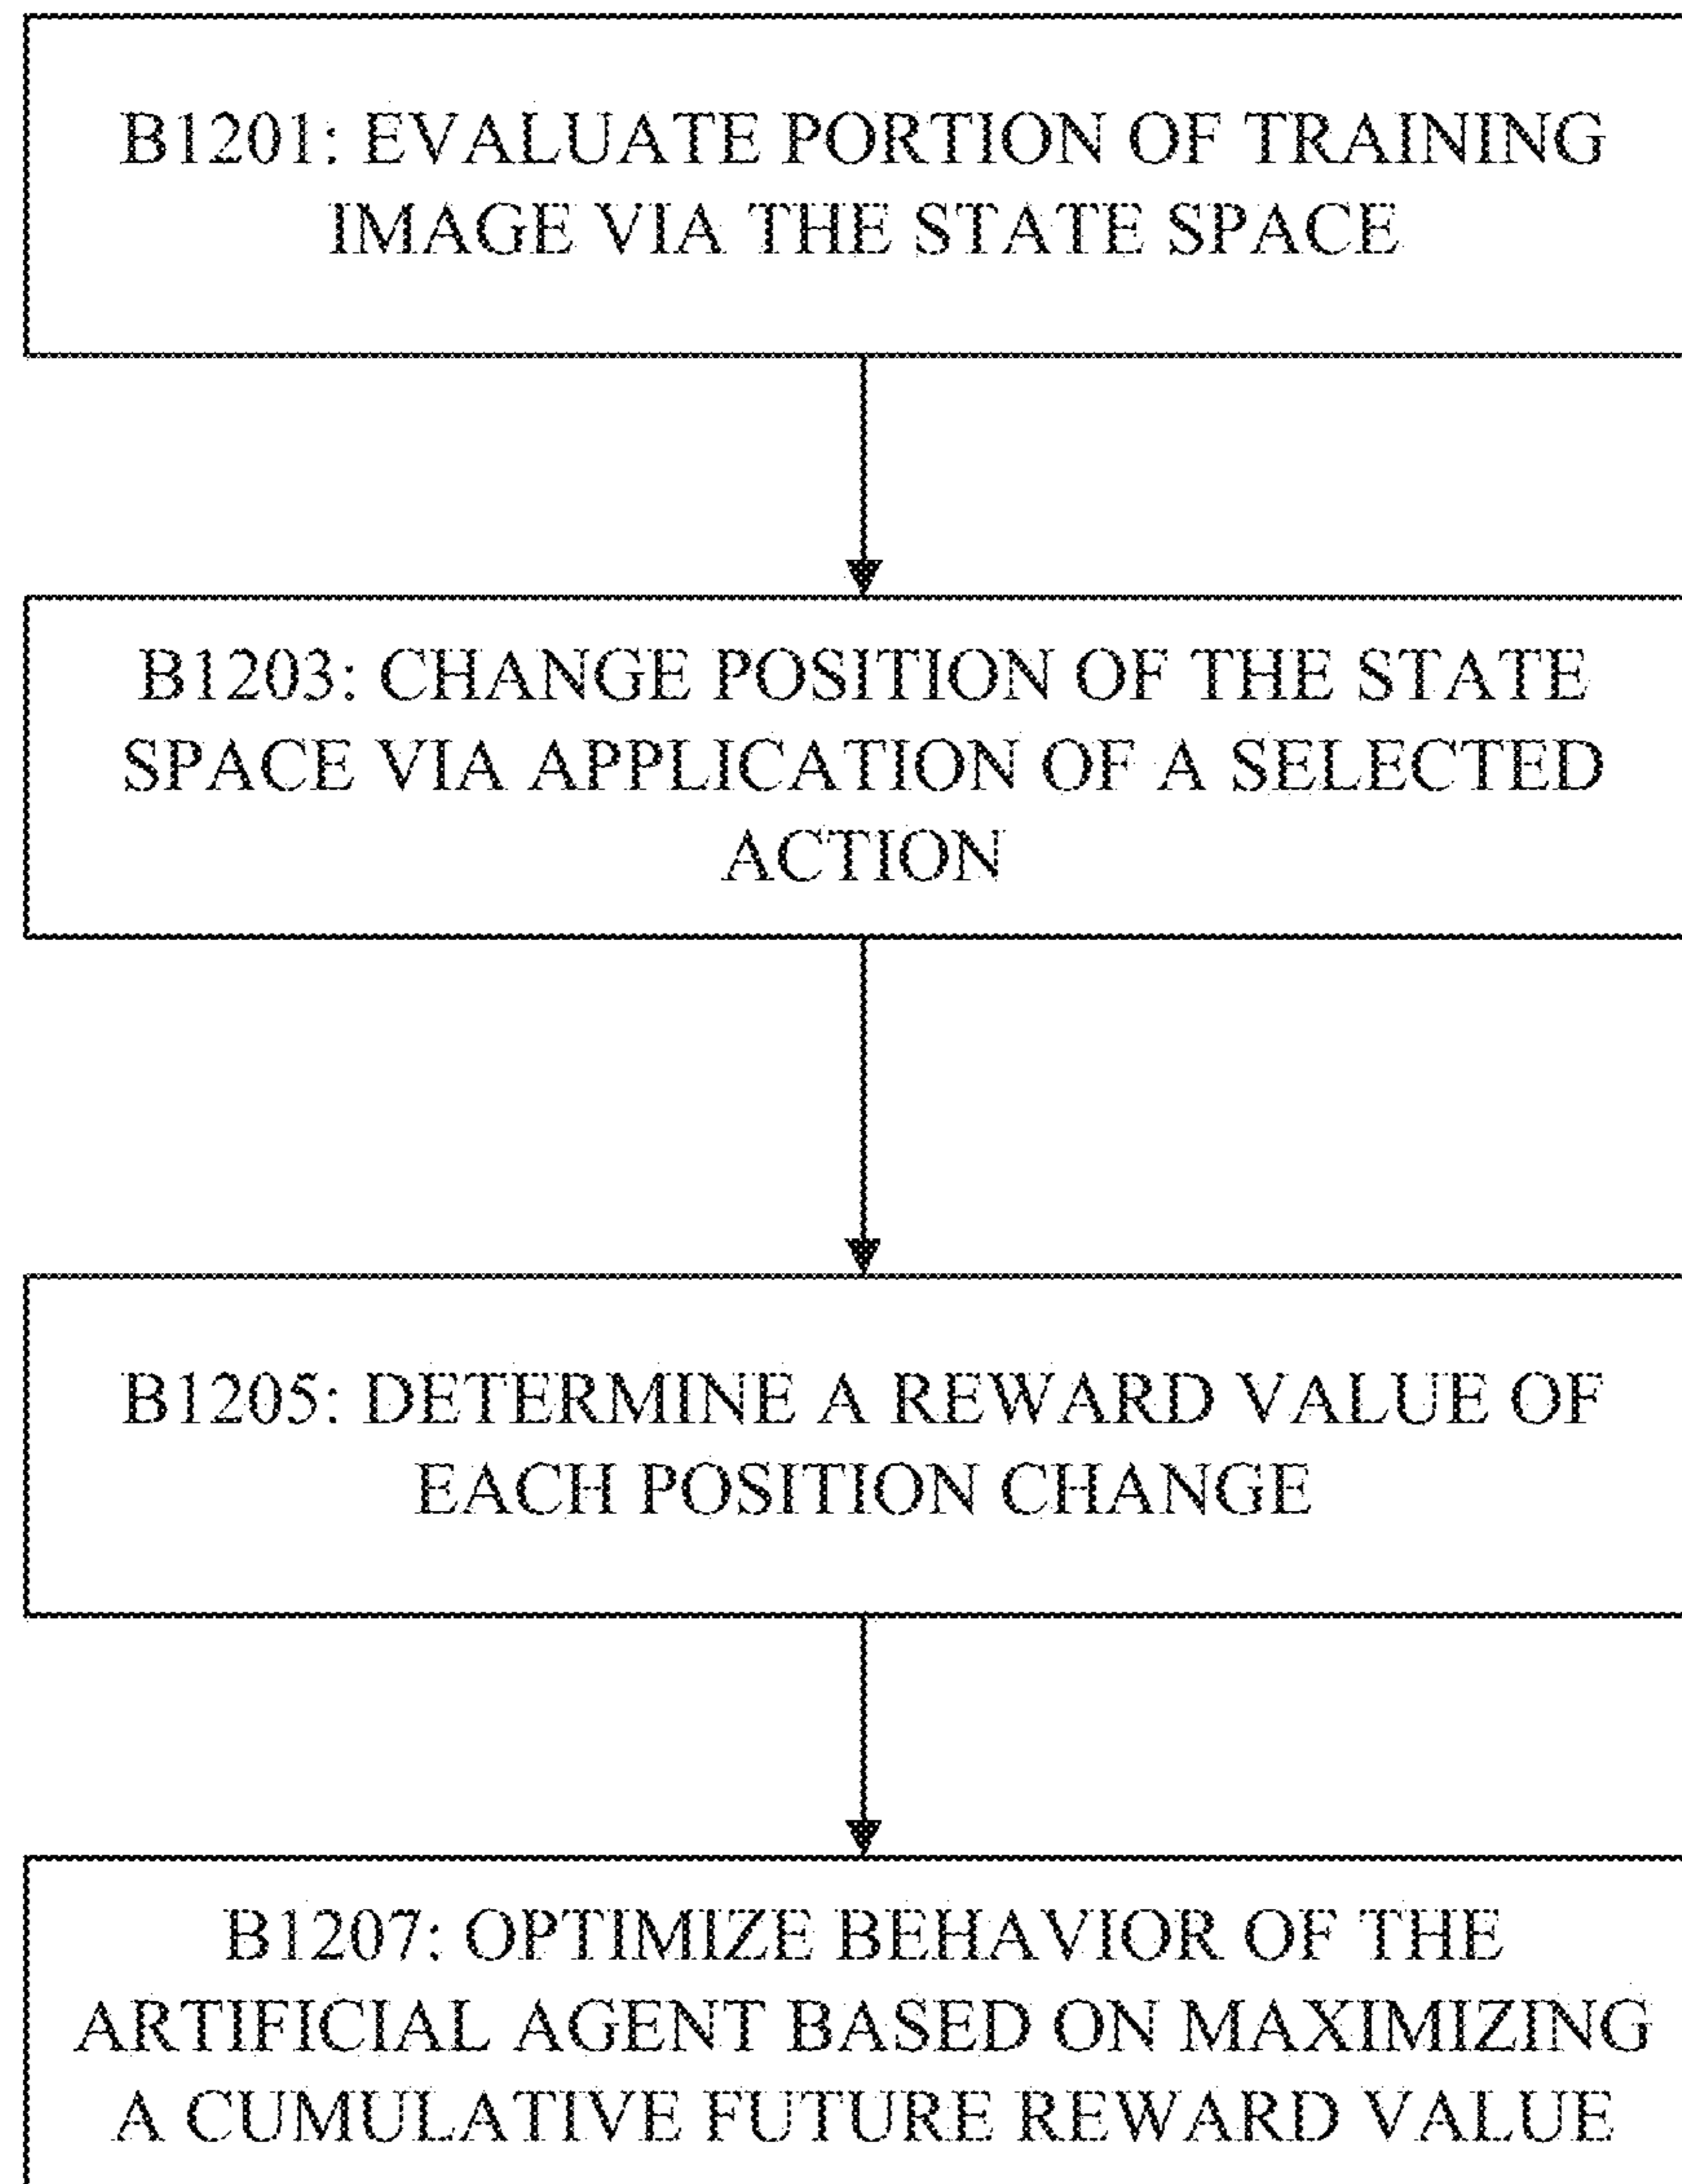 B1201: EVALUATE PORTION OF TRAINING
IMAGE VIA THE STATE SPACE
B1203: CHANGE POSITION OF THE STATE
SPACE VIA APPLICATION OF A SELECTED
ACTION
B1205: DETERMINE A REWARD VALUE OF
EACH POSITION CHANGE
B1207: OPTIMIZE BEHAVIOR OF THE
ARTIFICIAL AGENT BASED ON MAXIMIZING
A CUMULATIVE FUTURE REWARD VALUE